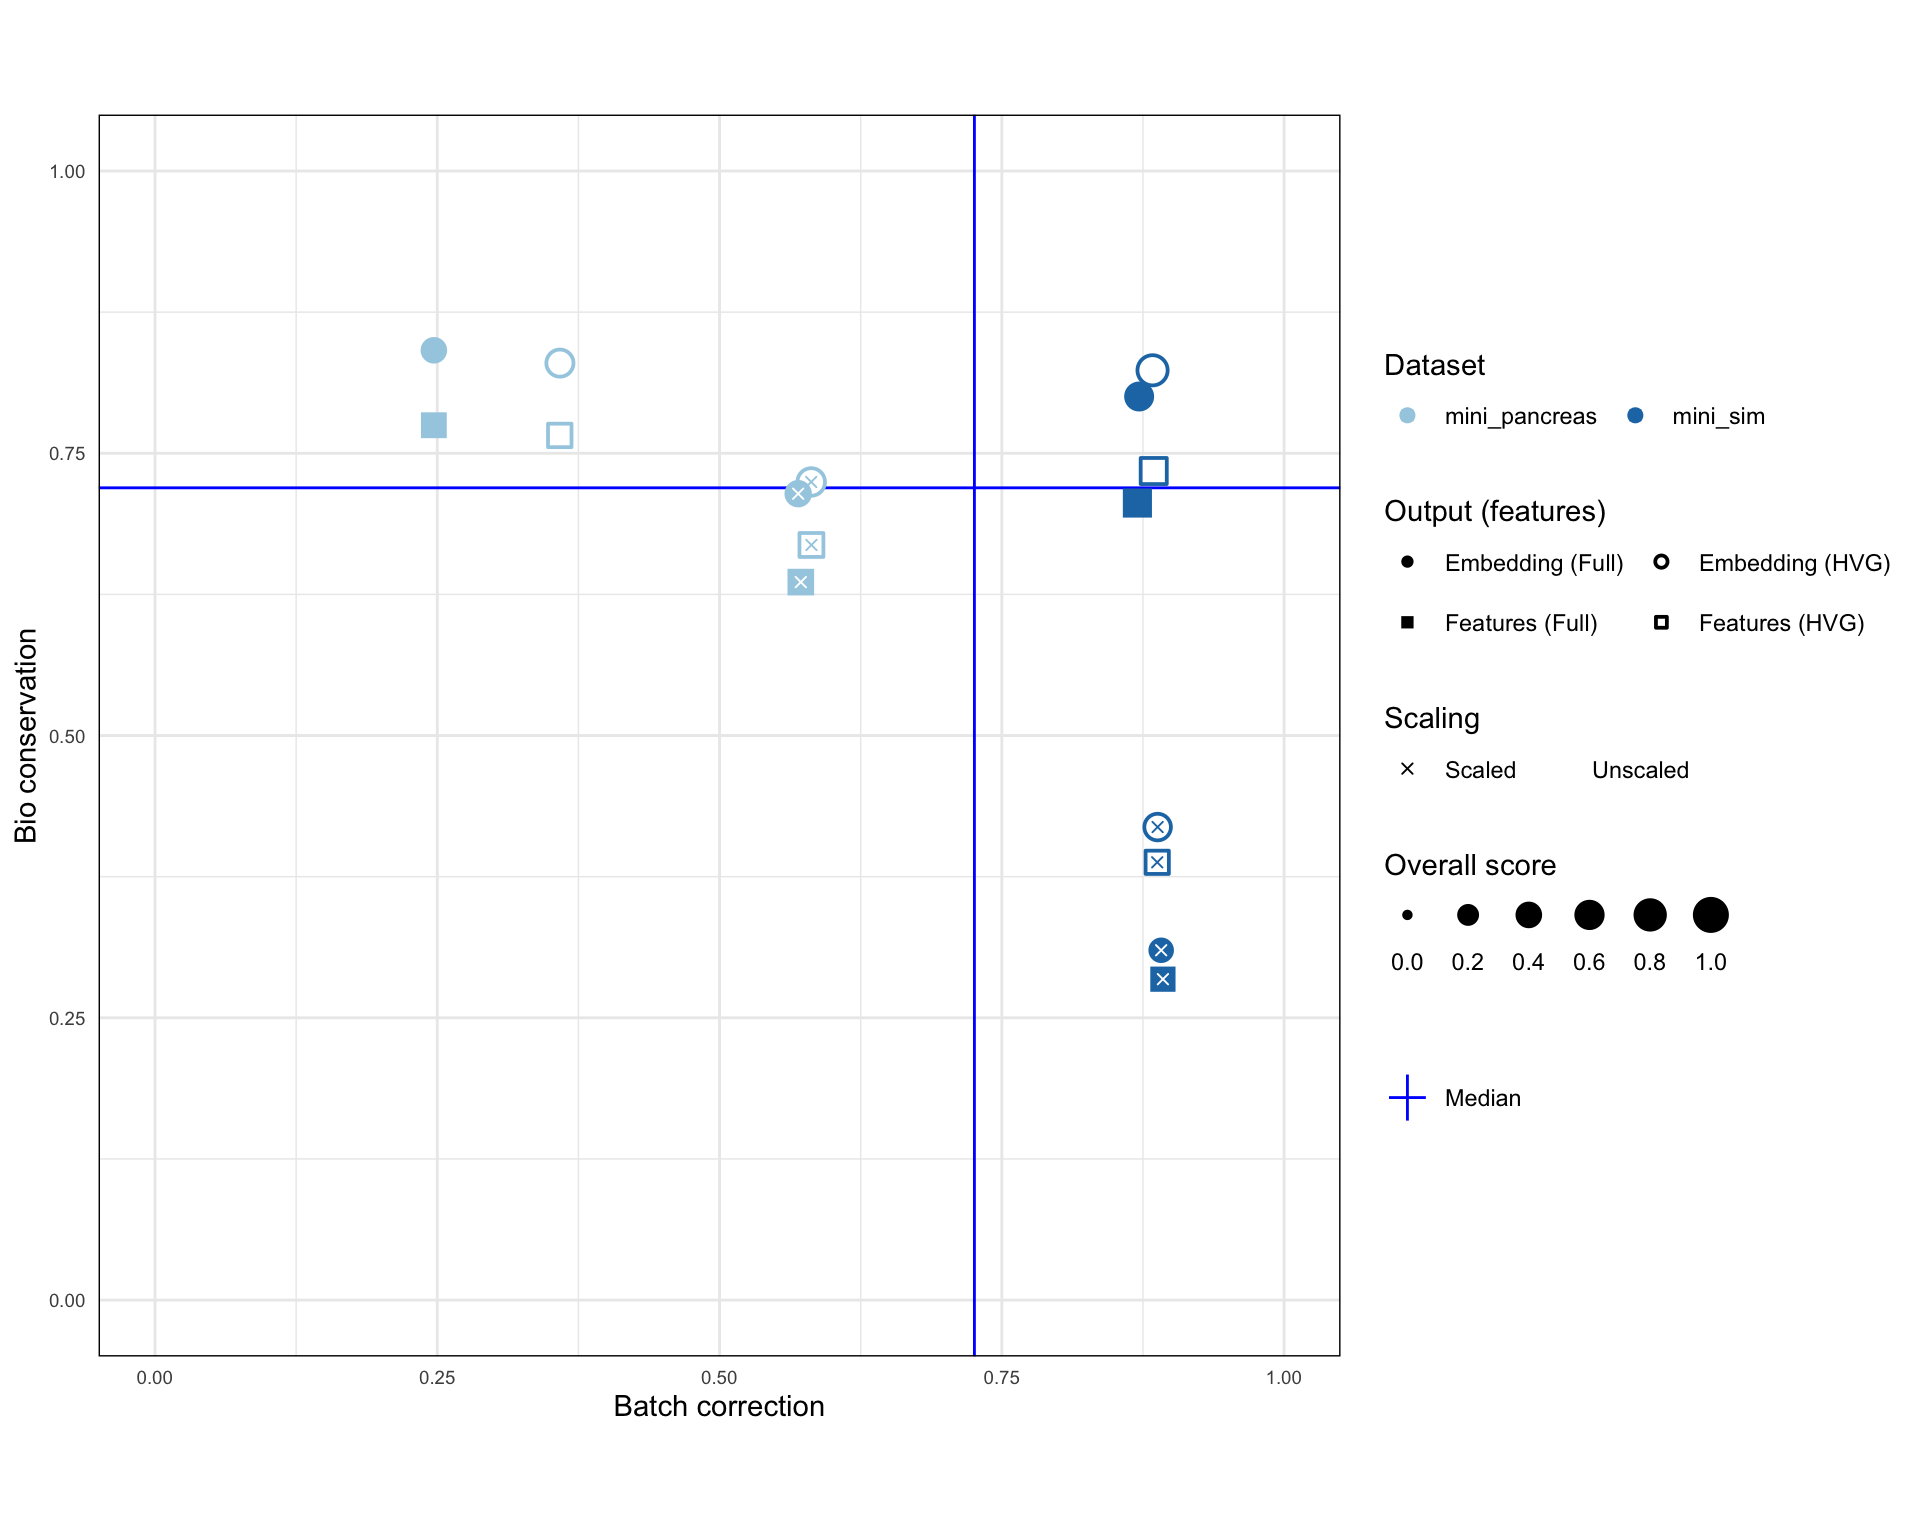 1.00
0.75
0.50
0.25
0.00
Bio conservation
0.00 0.25 0.50 0.75 1.00
Batch correction
Dataset
mini_pancreas mini_sim
Output (features)
Embedding (Full) Embedding (HVG)
Features (Full) Features (HVG)
Scaling
Scaled Unscaled
Overall score
0.0 0.2 0.4 0.6 0.8 1.0
Median